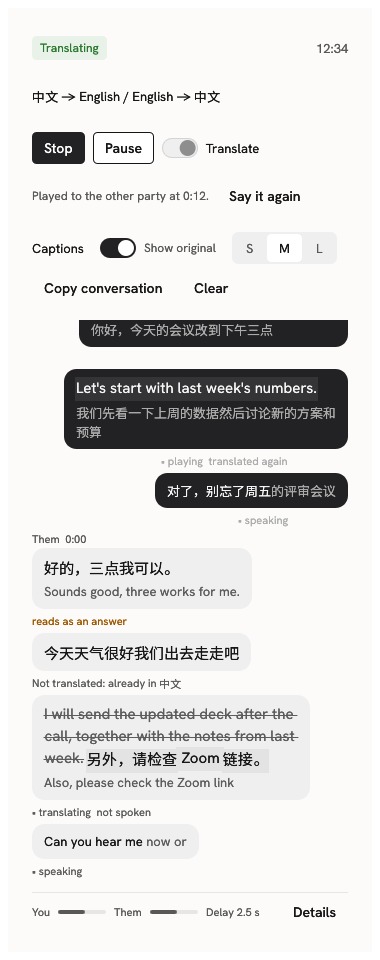 Translating
12:34
中文 → English / English → 中文
Stop
Pause
Translate
Played to the other party at 0:12.
Say it again
Captions
Show original
S
M
L
Copy conversation
Clear
你好，今天的会议改到下午三点
Let's start with last week's numbers.
我们先看一下上周的数据然后讨论新的方案和
预算
• playing translated again
对了，别忘了周五的评审会议
• speaking
Them 0:00
好的，三点我可以。
Sounds good, three works for me.
reads as an answer
今天天气很好我们出去走走吧
Not translated: already in 中文
I will send the updated deck after the
call, together with the notes from last
week. 另外，请检查 Zoom 链接。
Also, please check the Zoom link
• translating not spoken
Can you hear me now or
• speaking
You
Them
Delay 2.5 s
Details